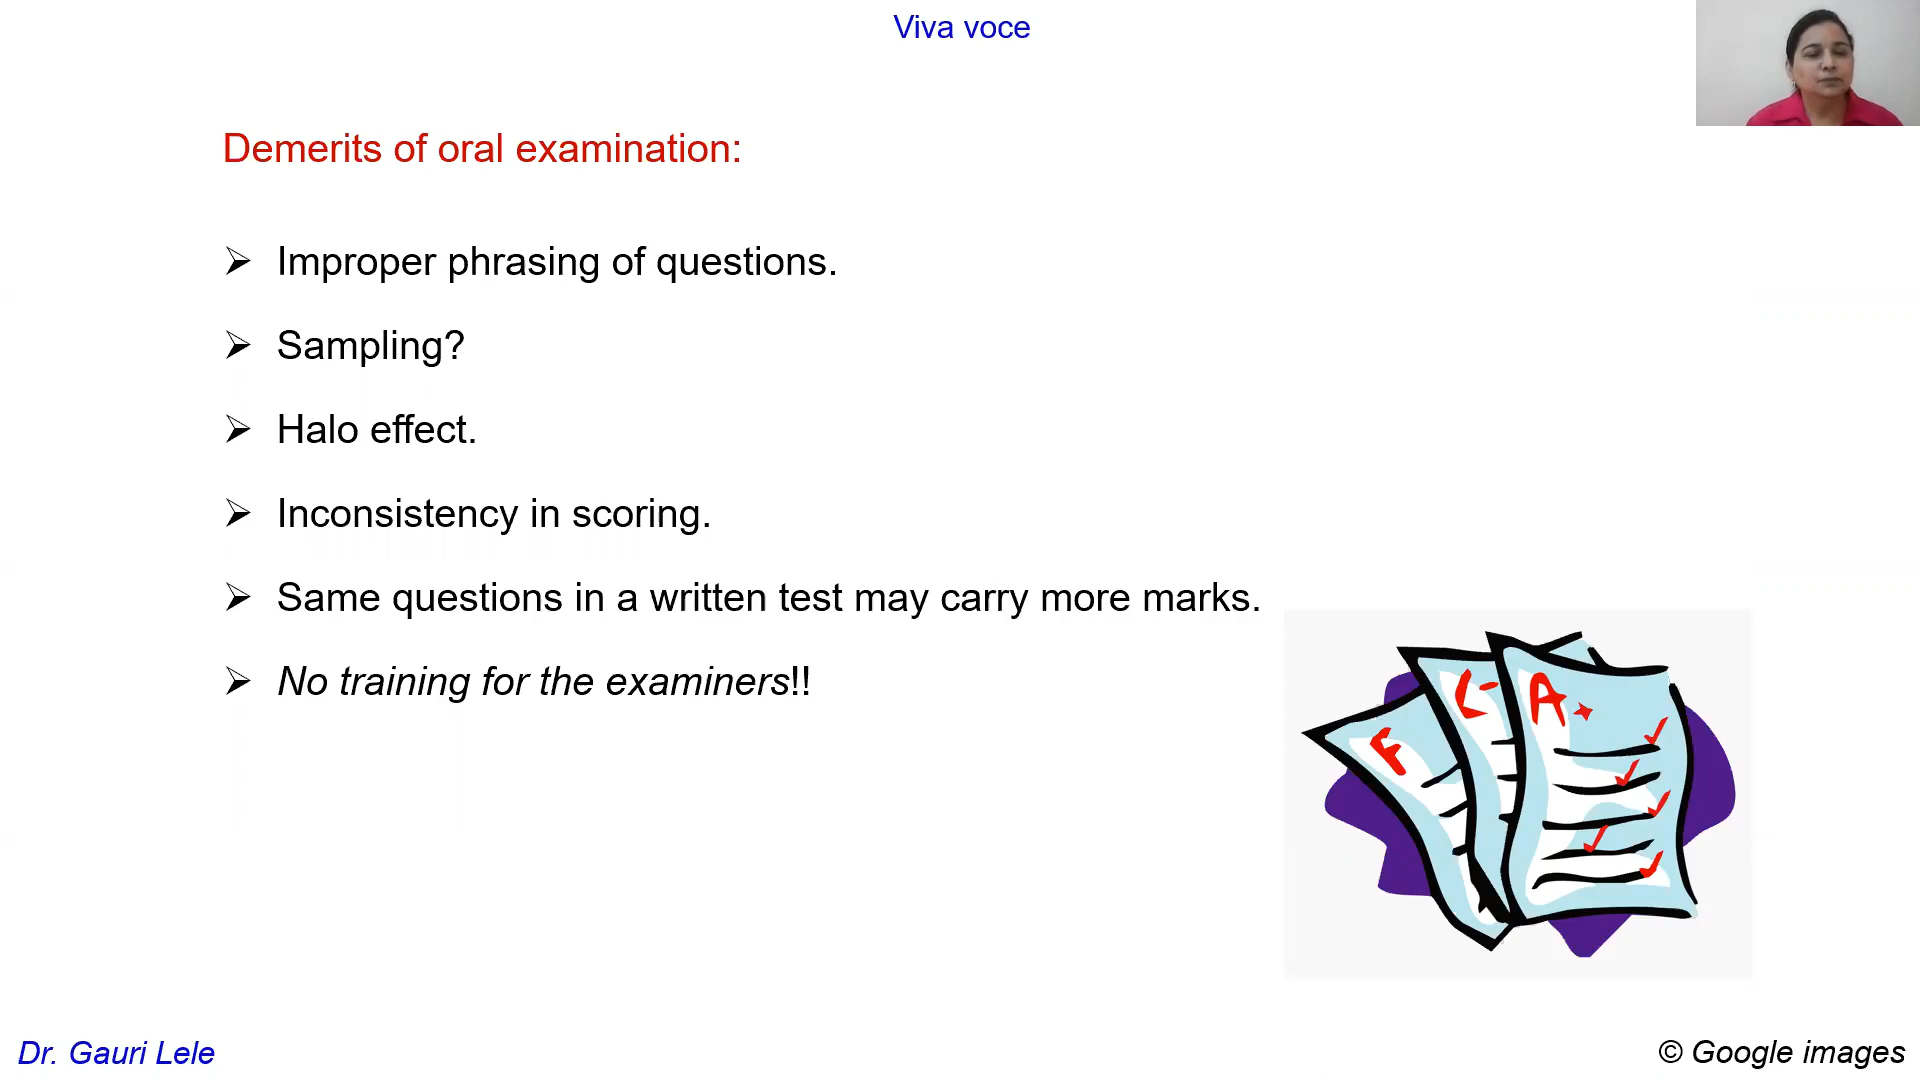 Viva voce
Demerits of oral examination:
➢ Improper phrasing of questions.
➢ Sampling?
➢ Halo effect.
➢ Inconsistency in scoring.
➢ Same questions in a written test may carry more marks.
➢ No training for the examiners!!
F
A
Dr. Gauri Lele
© Google images